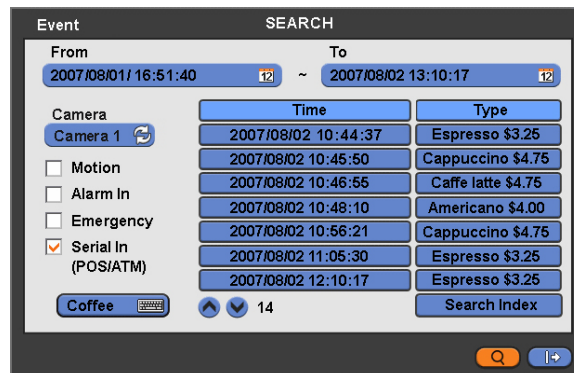 Event SEARCH
From To
2007/08/01/ 16:51:40 12 ~ 2007/08/02 13:10:17 12
Camera
Camera 1
Motion
Alarm In
Emergency
Serial In
(POS/ATM)
Coffee
Time Type
2007/08/02 10:44:37 Espresso $3.25
2007/08/02 10:45:50 Cappuccino $4.75
2007/08/02 10:46:55 Caffe latte $4.75
2007/08/02 10:48:10 Americano $4.00
2007/08/02 10:56:21 Cappuccino $4.75
2007/08/02 11:05:30 Espresso $3.25
2007/08/02 12:10:17 Espresso $3.25
14 Search Index